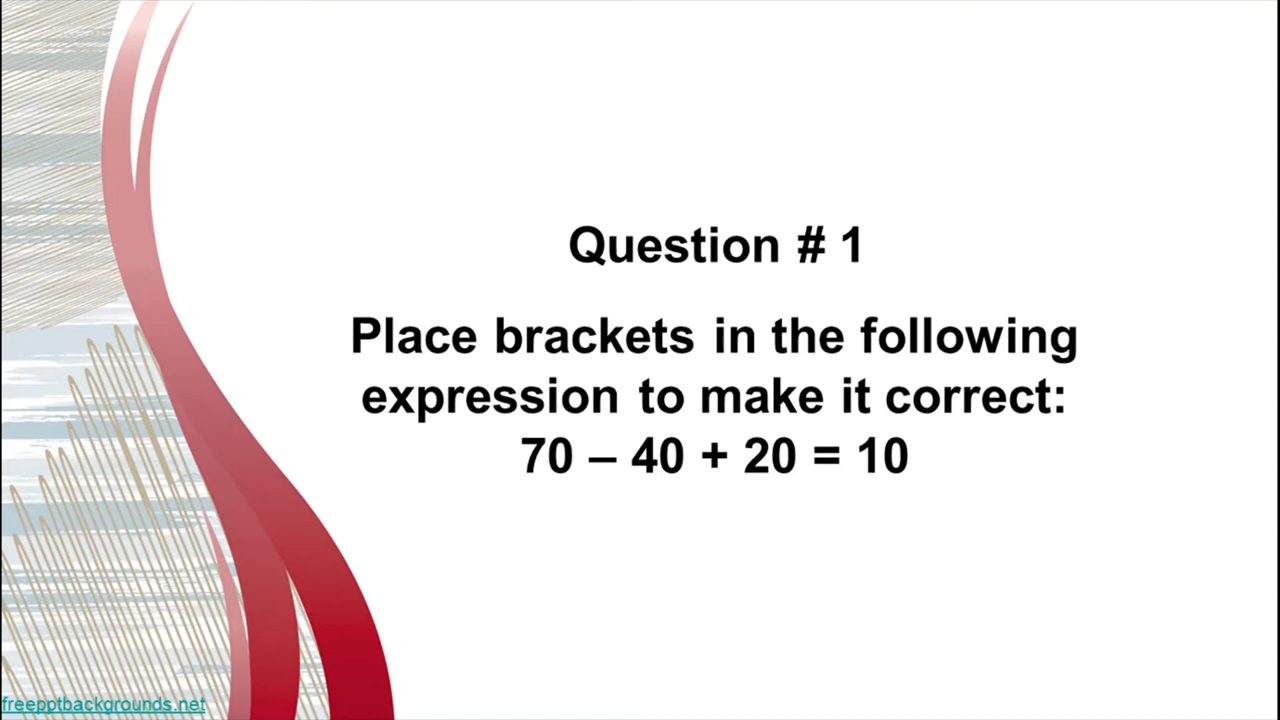 Question # 1
Place brackets in the following
expression to make it correct:
70 – 40 + 20 = 10
freepptbackgrounds.net